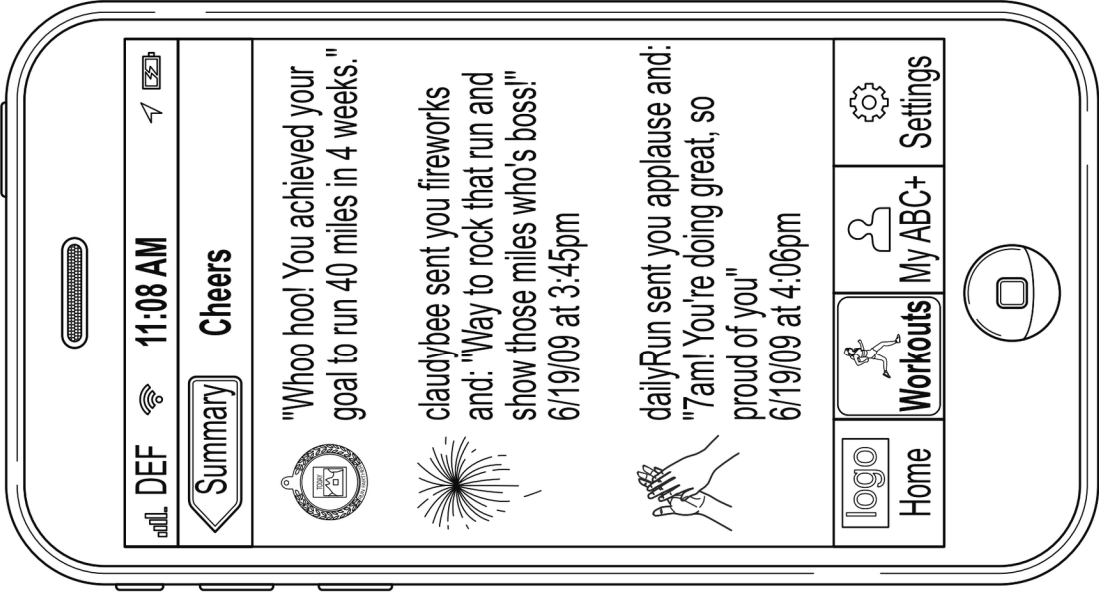 DEF 11:08 AM
Summary Cheers
"Whoo hoo! You achieved your
goal to run 40 miles in 4 weeks."
claudybee sent you fireworks
and: "Way to rock that run and
show those miles who's boss!"
6/19/09 at 3:45pm
dailyRun sent you applause and:
"7am! You're doing great, so
proud of you"
6/19/09 at 4:06pm
TODAY
logo
Home Workouts My ABC+ Settings